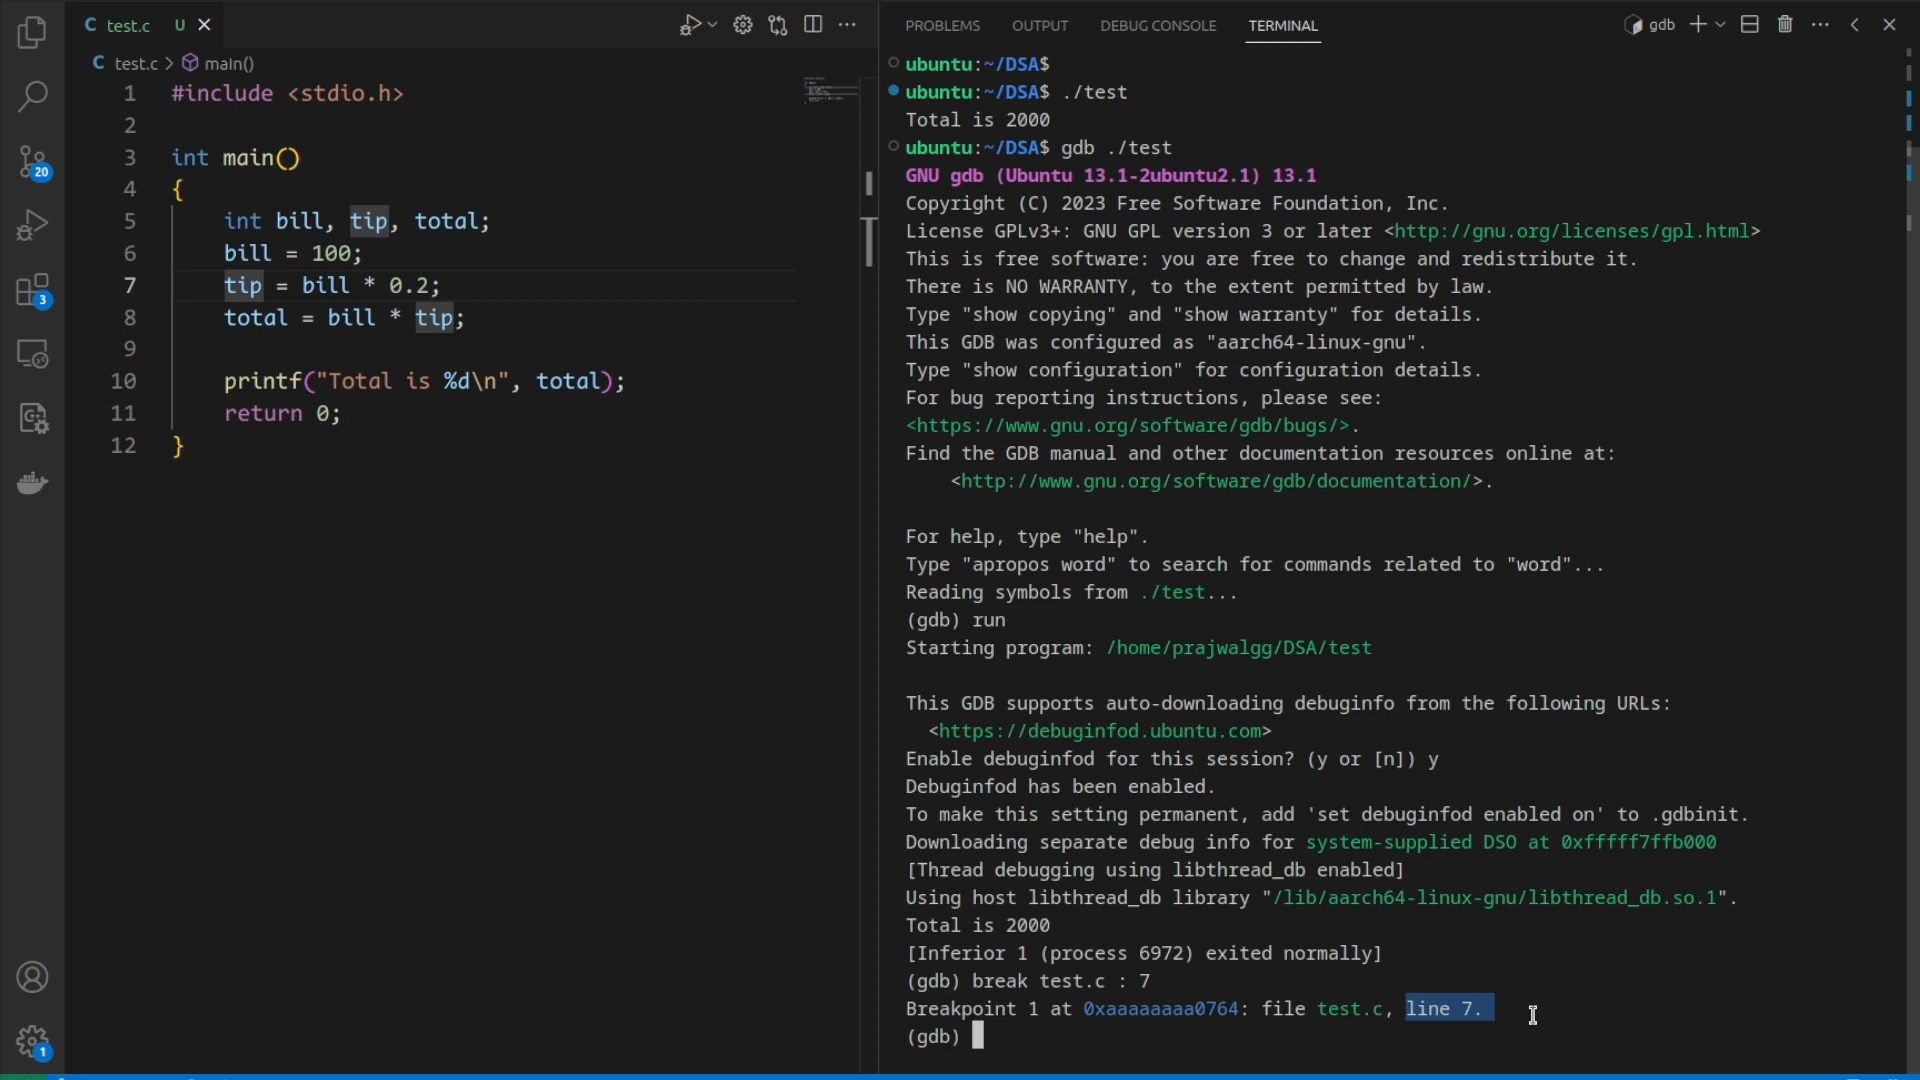 C test.c U
C test.c > main()
1 #include <stdio.h>
2
3 int main()
4 {
5 int bill, tip, total;
6 bill = 100;
7 tip = bill * 0.2;
8 total = bill * tip;
9
10 printf("Total is %d\n", total);
11 return 0;
12 }
20
3
1
PROBLEMS OUTPUT DEBUG CONSOLE TERMINAL gdb
ubuntu:~/DSA$
ubuntu:~/DSA$ ./test
Total is 2000
ubuntu:~/DSA$ gdb ./test
GNU gdb (Ubuntu 13.1-2ubuntu2.1) 13.1
Copyright (C) 2023 Free Software Foundation, Inc.
License GPLv3+: GNU GPL version 3 or later <http://gnu.org/licenses/gpl.html>
This is free software: you are free to change and redistribute it.
There is NO WARRANTY, to the extent permitted by law.
Type "show copying" and "show warranty" for details.
This GDB was configured as "aarch64-linux-gnu".
Type "show configuration" for configuration details.
For bug reporting instructions, please see:
<https://www.gnu.org/software/gdb/bugs/>.
Find the GDB manual and other documentation resources online at:
<http://www.gnu.org/software/gdb/documentation/>.
For help, type "help".
Type "apropos word" to search for commands related to "word"...
Reading symbols from ./test...
(gdb) run
Starting program: /home/prajwalgg/DSA/test
This GDB supports auto-downloading debuginfo from the following URLs:
<https://debuginfod.ubuntu.com>
Enable debuginfod for this session? (y or [n]) y
Debuginfod has been enabled.
To make this setting permanent, add 'set debuginfod enabled on' to .gdbinit.
Downloading separate debug info for system-supplied DSO at 0xfffff7ffb000
[Thread debugging using libthread_db enabled]
Using host libthread_db library "/lib/aarch64-linux-gnu/libthread_db.so.1".
Total is 2000
[Inferior 1 (process 6972) exited normally]
(gdb) break test.c : 7
Breakpoint 1 at 0xaaaaaaaa0764: file test.c, line 7.
(gdb)